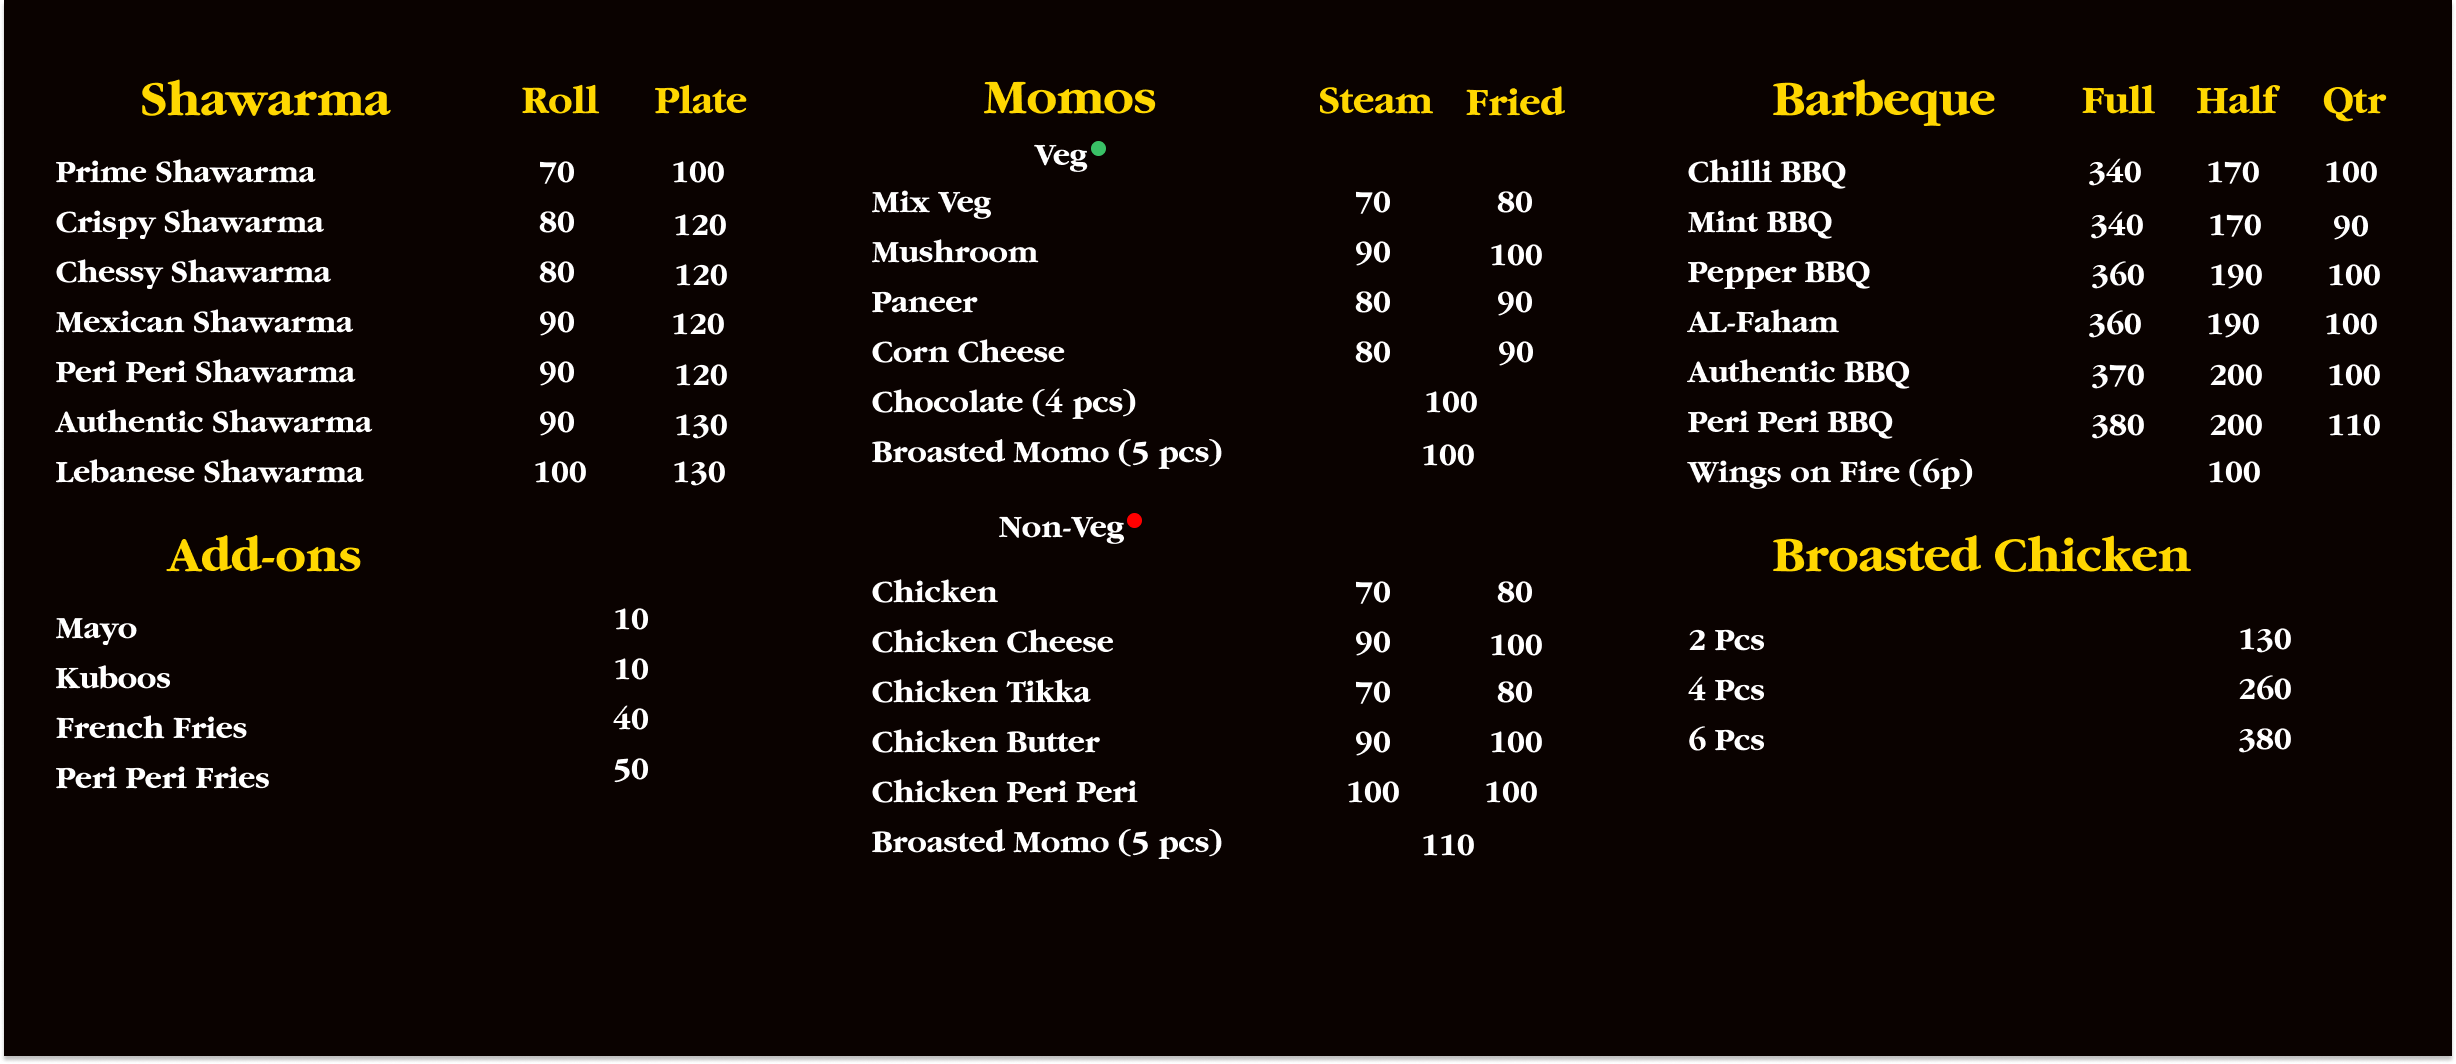 Shawarma Roll Plate
Prime Shawarma 70 100
Crispy Shawarma 80 120
Chessy Shawarma 80 120
Mexican Shawarma 90 120
Peri Peri Shawarma 90 120
Authentic Shawarma 90 130
Lebanese Shawarma 100 130
Add-ons
Mayo 10
Kuboos 10
French Fries 40
Peri Peri Fries 50
Momos Steam Fried
Veg
Mix Veg 70 80
Mushroom 90 100
Paneer 80 90
Corn Cheese 80 90
Chocolate (4 pcs) 100
Broasted Momo (5 pcs) 100
Non-Veg
Chicken 70 80
Chicken Cheese 90 100
Chicken Tikka 70 80
Chicken Butter 90 100
Chicken Peri Peri 100 100
Broasted Momo (5 pcs) 110
Barbeque Full Half Qtr
Chilli BBQ 340 170 100
Mint BBQ 340 170 90
Pepper BBQ 360 190 100
AL-Faham 360 190 100
Authentic BBQ 370 200 100
Peri Peri BBQ 380 200 110
Wings on Fire (6p) 100
Broasted Chicken
2 Pcs 130
4 Pcs 260
6 Pcs 380